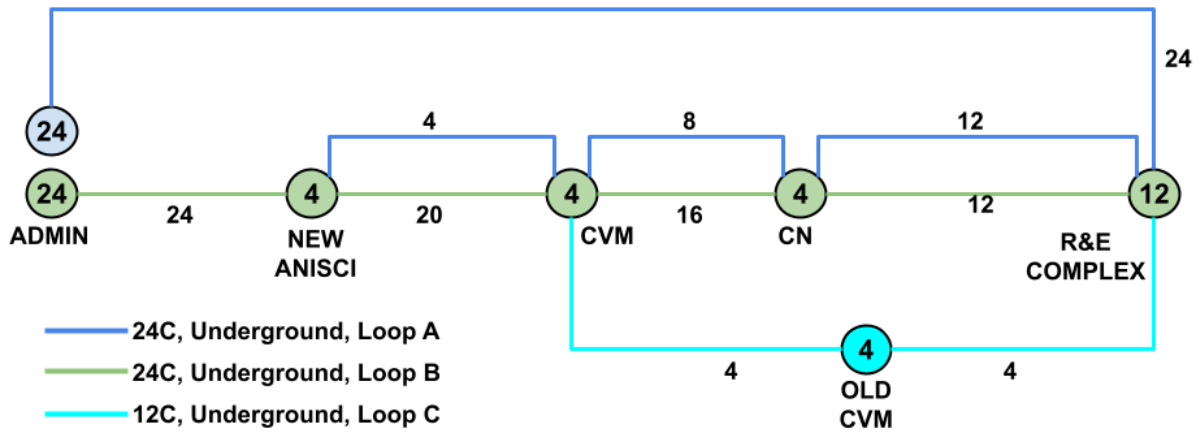 24
4
8
12
24
24
4
4
4
12
24
20
16
12
ADMIN
NEW
ANISCI
CVM
CN
R&E
COMPLEX
24C, Underground, Loop A
4
4
4
24C, Underground, Loop B
OLD
CVM
12C, Underground, Loop C